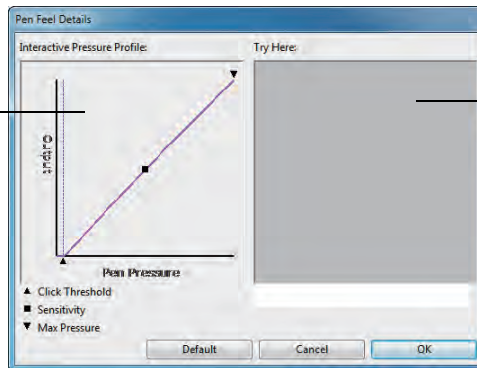 Pen Feel Details
Interactive Pressure Profile:
Try Here:
Output
Pen Pressure
Click Threshold
Sensitivity
Max Pressure
Default
Cancel
OK